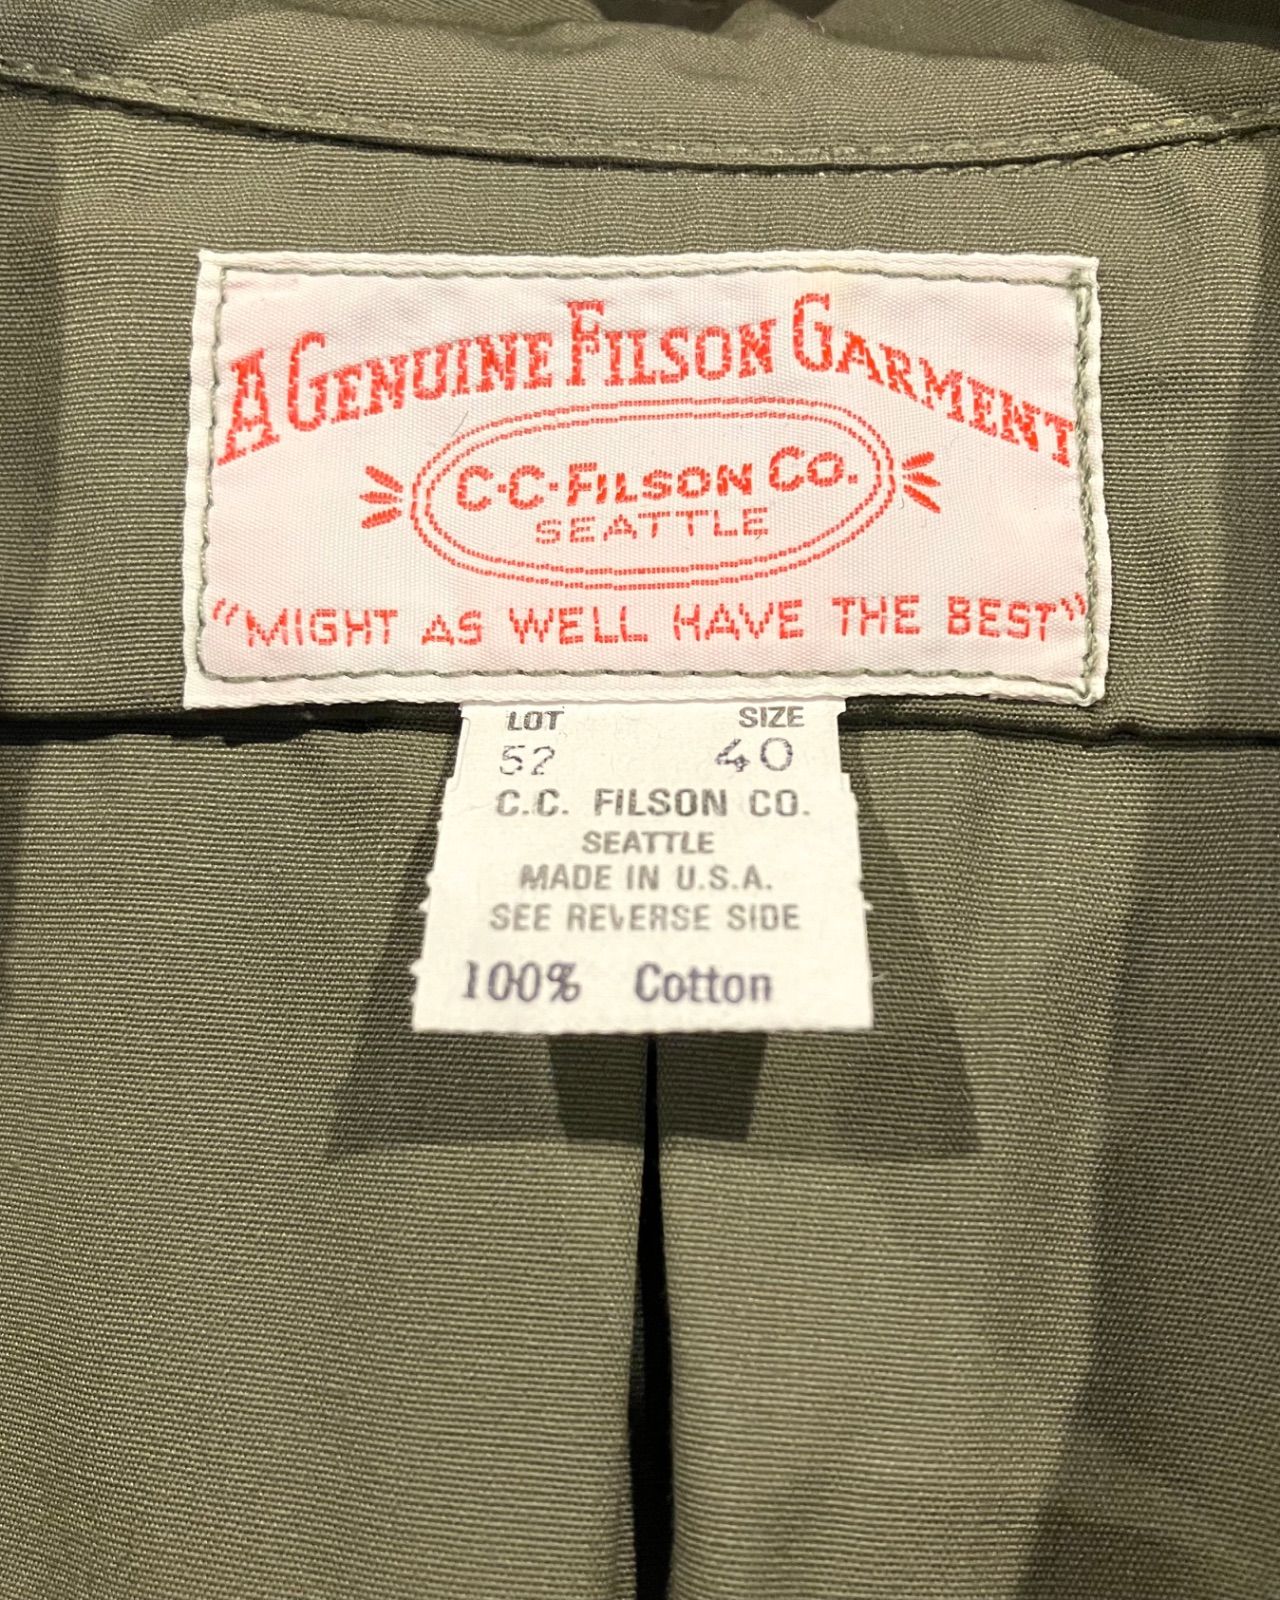 A GENUINE FILSON GARMENT
C·C·FILSON CO.
SEATTLE
"MIGHT AS WELL HAVE THE BEST"
LOT SIZE
52 40
C.C. FILSON CO.
SEATTLE
MADE IN U.S.A.
SEE REVERSE SIDE
100% Cotton